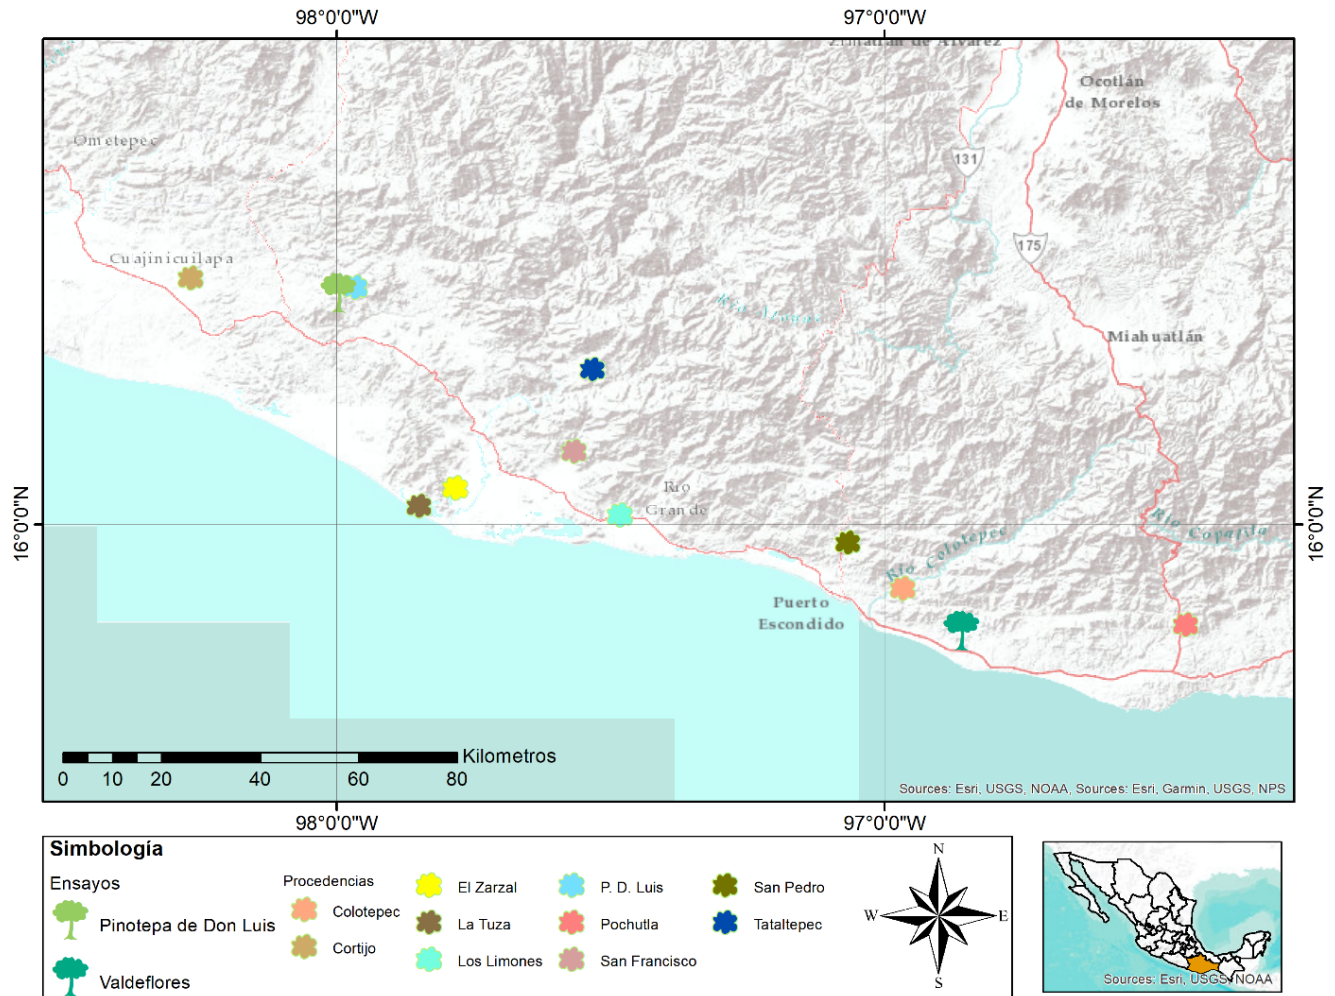 98°0'0"W
97°0'0"W
Zimatlán de Álvarez
Ocotlán
de Morelos
Ometepec
131
175
Cuajinicuilapa
Miahuatlán
Río
Grande
Río Colotepec
Río Copalita
16°0'0"N
16°0'0"N
Puerto
Escondido
Kilometros
0 10 20 40 60 80
Sources: Esri, USGS, NOAA, Sources: Esri, Garmin, USGS, NPS
98°0'0"W
97°0'0"W
Simbología
Ensayos
Pinotepa de Don Luis
Valdeflores
Procedencias
Colotepec
Cortijo
El Zarzal
La Tuza
Los Limones
P. D. Luis
Pochutla
San Francisco
San Pedro
Tataltepec
N
W
E
S
Sources: Esri, USGS, NOAA